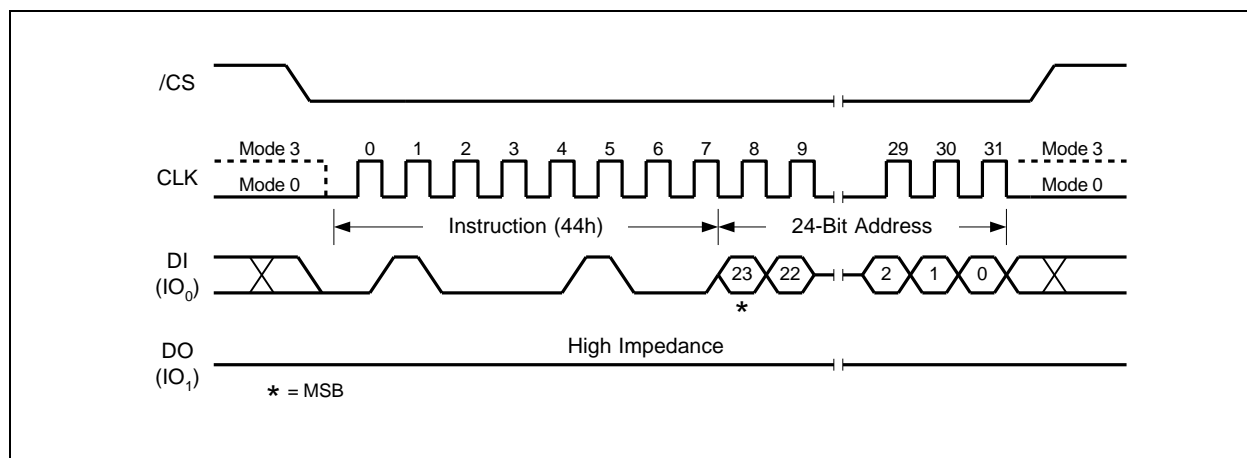 /CS
Mode 3
0 1 2 3 4 5 6 7 8 9 29 30 31
Mode 3
CLK
Mode 0
Mode 0
Instruction (44h)
24-Bit Address
DI
(IO0)
23 22 2 1 0
*
High Impedance
DO
(IO1)
* = MSB